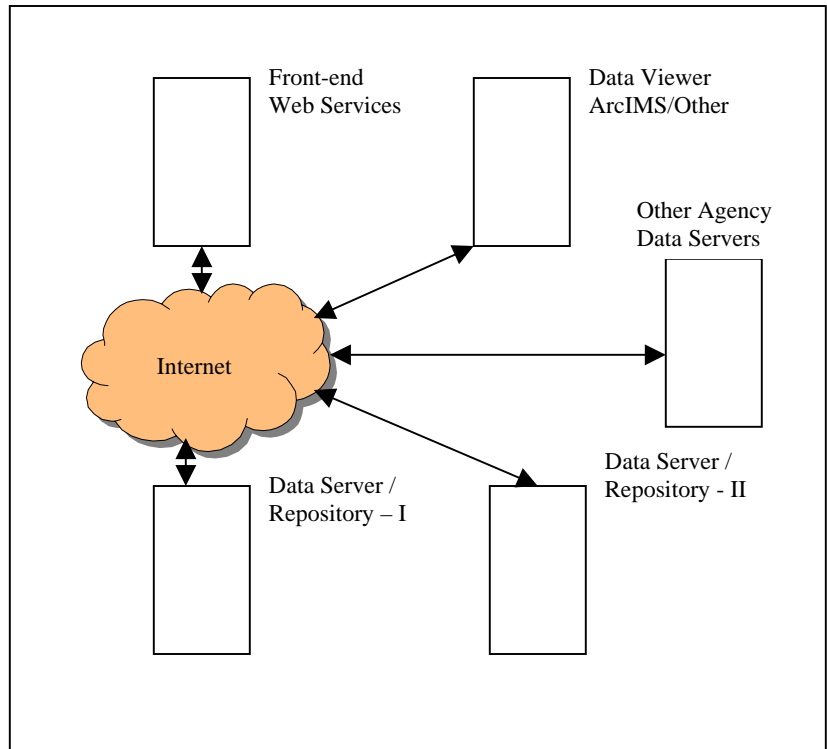 Front-end
Web Services
Data Viewer
ArcIMS/Other
Other Agency
Data Servers
Internet
Data Server /
Repository – I
Data Server /
Repository - II